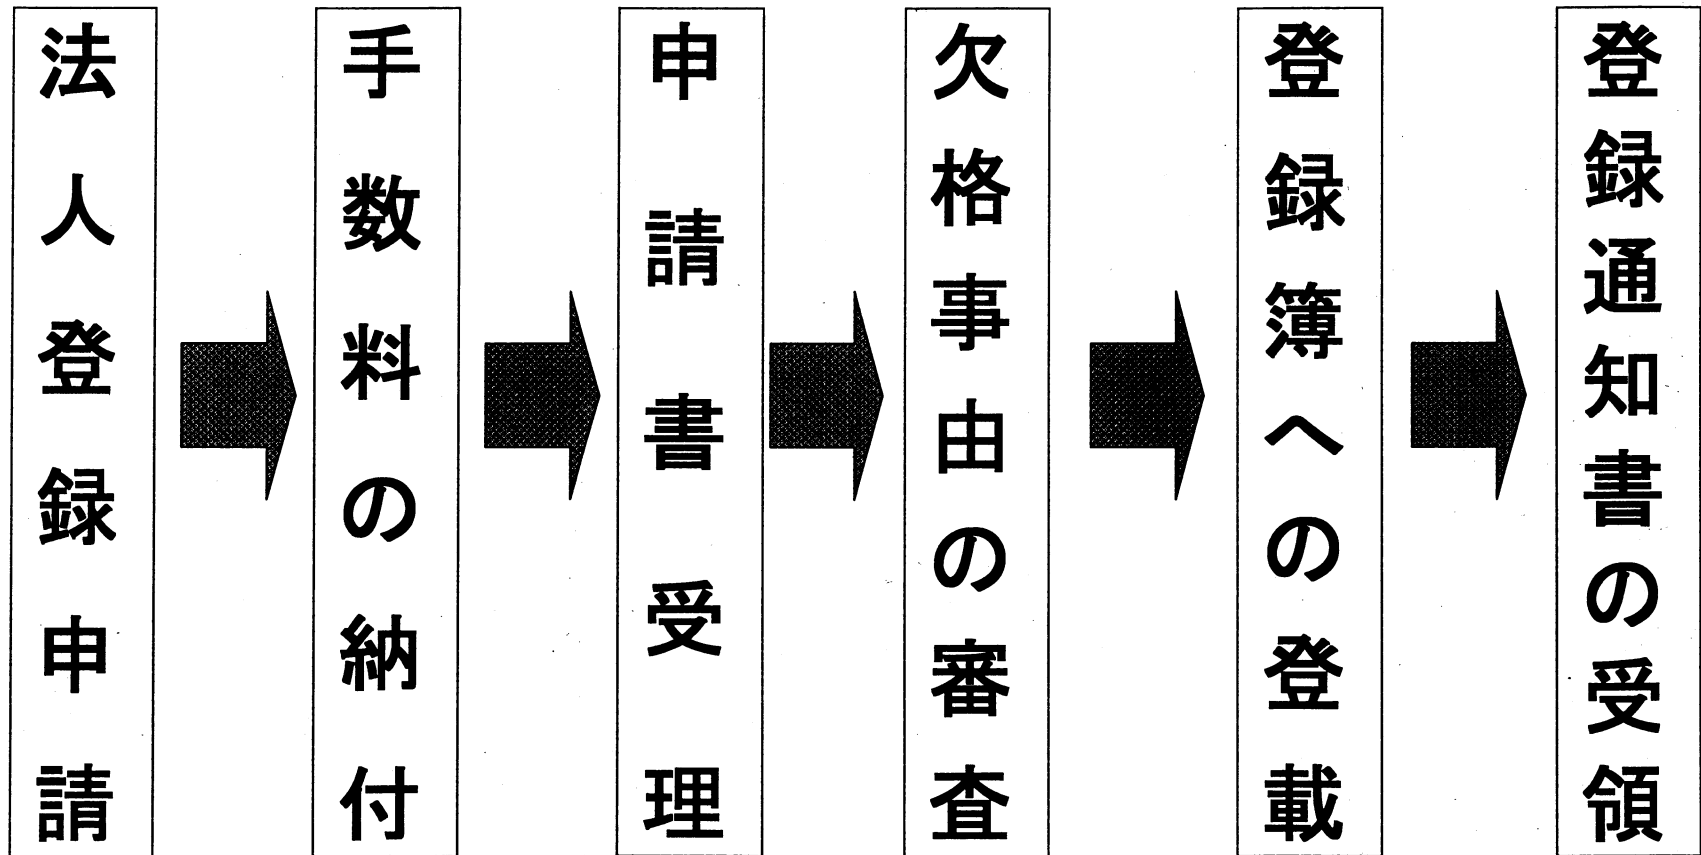 法人登録申請
手数料の納付
申請書受理
欠格事由の審査
登録簿への登載
登録通知書の受領